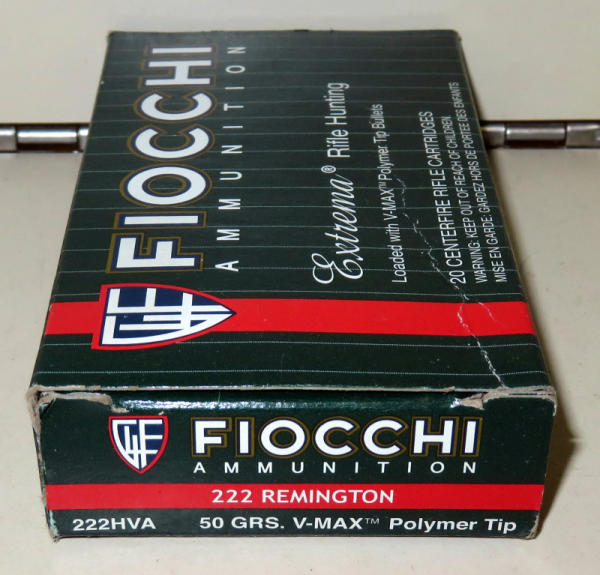 FIOCCHI
AMMUNITION
Extrema® Rifle Hunting
Loaded with V-MAX™ Polymer Tip Bullets
20 CENTERFIRE RIFLE CARTRIDGES
WARNING: KEEP OUT OF REACH OF CHILDREN
MISE EN GARDE: GARDEZ HORS DE PORTEE DES ENFANTS
GFL
FIOCCHI
AMMUNITION
222 REMINGTON
222HVA 50 GRS. V-MAX™ Polymer Tip